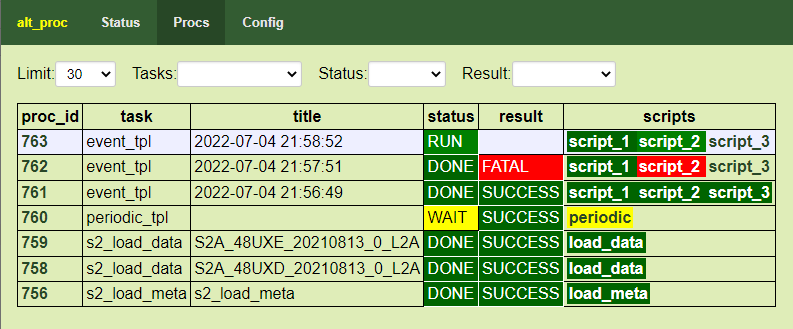 alt_proc Status Procs Config
Limit: 30 Tasks: Status: Result:
proc_id task title status result scripts
763 event_tpl 2022-07-04 21:58:52 RUN script_1 script_2 script_3
762 event_tpl 2022-07-04 21:57:51 DONE FATAL script_1 script_2 script_3
761 event_tpl 2022-07-04 21:56:49 DONE SUCCESS script_1 script_2 script_3
760 periodic_tpl WAIT SUCCESS periodic
759 s2_load_data S2A_48UXE_20210813_0_L2A DONE SUCCESS load_data
758 s2_load_data S2A_48UXD_20210813_0_L2A DONE SUCCESS load_data
756 s2_load_meta s2_load_meta DONE SUCCESS load_meta